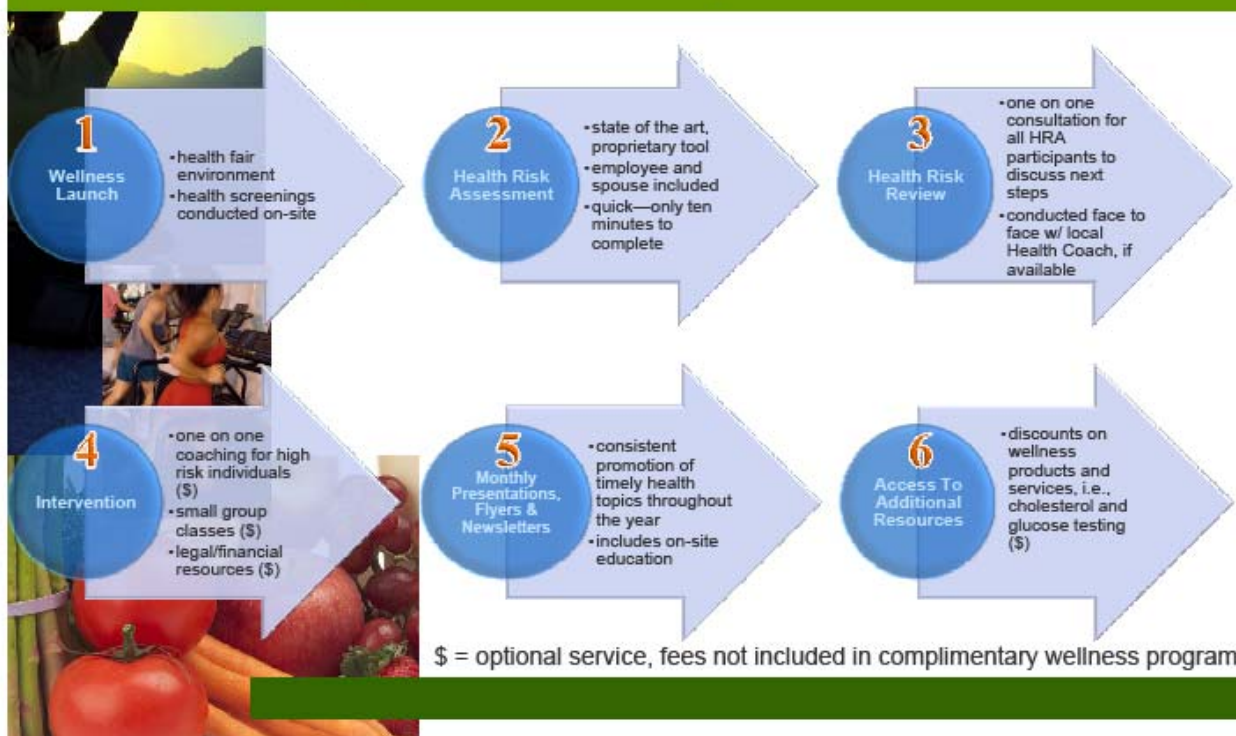 1
Wellness
Launch
•health fair
environment
•health screenings
conducted on-site
2
Health Risk
Assessment
•state of the art,
proprietary tool
•employee and
spouse included
•quick—only ten
minutes to
complete
3
Health Risk
Review
•one on one
consultation for
all HRA
participants to
discuss next
steps
•conducted face to
face w/ local
Health Coach, if
available
4
Intervention
•one on one
coaching for high
risk individuals
($)
•small group
classes ($)
•legal/financial
resources ($)
5
Monthly
Presentations,
Flyers &
Newsletters
•consistent
promotion of
timely health
topics throughout
the year
•includes on-site
education
6
Access To
Additional
Resources
•discounts on
wellness
products and
services, i.e.,
cholesterol and
glucose testing
($)
$ = optional service, fees not included in complimentary wellness program